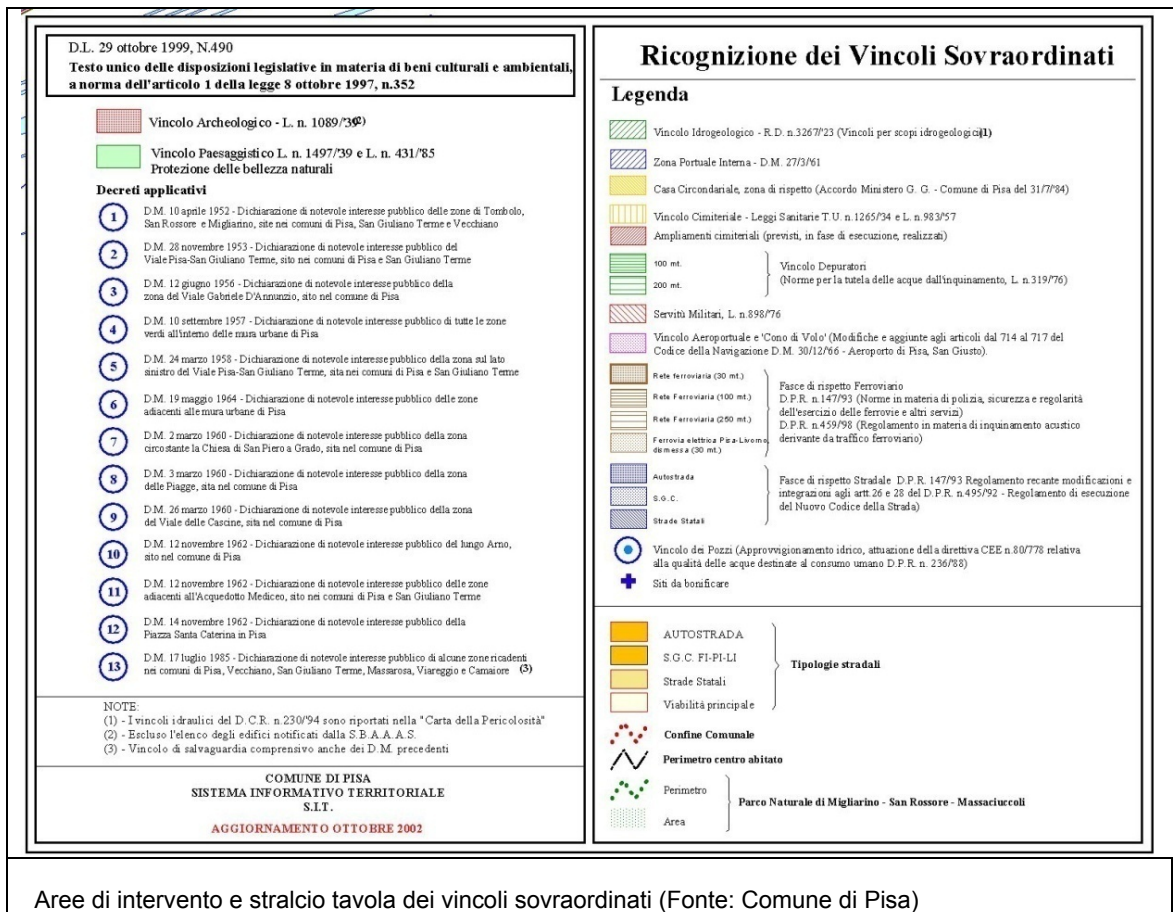 D.L. 29 ottobre 1999, N.490
Testo unico delle disposizioni legislative in materia di beni culturali e ambientali,
a norma dell'articolo 1 della legge 8 ottobre 1997, n.352
Vincolo Archeologico - L. n. 1089/'39(2)
Vincolo Paesaggistico L. n. 1497/'39 e L. n. 431/'85
Protezione delle bellezza naturali
Decreti applicativi
1 D.M. 10 aprile 1952 - Dichiarazione di notevole interesse pubblico delle zone di Tombolo,
San Rossore e Migliarino, site nei comuni di Pisa, San Giuliano Terme e Vecchiano
2 D.M. 28 novembre 1953 - Dichiarazione di notevole interesse pubblico del
Viale Pisa-San Giuliano Terme, sito nei comuni di Pisa e San Giuliano Terme
3 D.M. 12 giugno 1956 - Dichiarazione di notevole interesse pubblico della
zona del Viale Gabriele D'Annunzio, sito nel comune di Pisa
4 D.M. 10 settembre 1957 - Dichiarazione di notevole interesse pubblico di tutte le zone
verdi all'interno delle mura urbane di Pisa
5 D.M. 24 marzo 1958 - Dichiarazione di notevole interesse pubblico della zona sul lato
sinistro del Viale Pisa-San Giuliano Terme, sita nei comuni di Pisa e San Giuliano Terme
6 D.M. 19 maggio 1964 - Dichiarazione di notevole interesse pubblico delle zone
adiacenti alle mura urbane di Pisa
7 D.M. 2 marzo 1960 - Dichiarazione di notevole interesse pubblico della zona
circostante la Chiesa di San Piero a Grado, sita nel comune di Pisa
8 D.M. 3 marzo 1960 - Dichiarazione di notevole interesse pubblico della zona
delle Piagge, sita nel comune di Pisa
9 D.M. 26 marzo 1960 - Dichiarazione di notevole interesse pubblico della zona
del Viale delle Cascine, sita nel comune di Pisa
10 D.M. 12 novembre 1962 - Dichiarazione di notevole interesse pubblico del lungo Arno,
sito nel comune di Pisa
11 D.M. 12 novembre 1962 - Dichiarazione di notevole interesse pubblico delle zone
adiacenti all'Acquedotto Mediceo, sito nei comuni di Pisa e San Giuliano Terme
12 D.M. 14 novembre 1962 - Dichiarazione di notevole interesse pubblico della
Piazza Santa Caterina in Pisa
13 D.M. 17 luglio 1985 - Dichiarazione di notevole interesse pubblico di alcune zone ricadenti
nei comuni di Pisa, Vecchiano, San Giuliano Terme, Massarosa, Viareggio e Camaiore (3)
NOTE:
(1) - I vincoli idraulici del D.C.R. n.230/'94 sono riportati nella "Carta della Pericolosità"
(2) - Escluso l'elenco degli edifici notificati dalla S.B.A.A.A.S.
(3) - Vincolo di salvaguardia comprensivo anche dei D.M. precedenti
COMUNE DI PISA
SISTEMA INFORMATIVO TERRITORIALE
S.I.T.
AGGIORNAMENTO OTTOBRE 2002
Ricognizione dei Vincoli Sovraordinati
Legenda
Vincolo Idrogeologico - R.D. n.3267/'23 (Vincoli per scopi idrogeologici)(1)
Zona Portuale Interna - D.M. 27/3/61
Casa Circondariale, zona di rispetto (Accordo Ministero G. G. - Comune di Pisa del 31/7/'84)
Vincolo Cimiteriale - Leggi Sanitarie T.U. n.1265/'34 e L. n.983/'57
Ampliamenti cimiteriali (previsti, in fase di esecuzione, realizzati)
100 mt.
200 mt.
Vincolo Depuratori
(Norme per la tutela delle acque dall'inquinamento, L. n.319/'76)
Servitù Militari, L. n.898/'76
Vincolo Aeroportuale e 'Cono di Volo' (Modifiche e aggiunte agli articoli dal 714 al 717 del
Codice della Navigazione D.M. 30/12/'66 - Aeroporto di Pisa, San Giusto).
Rete ferroviaria (30 mt.)
Rete Ferroviaria (100 mt.)
Rete Ferroviaria (250 mt.)
Ferrovia elettrica Pisa-Livorno,
dismessa (30 mt.)
Fasce di rispetto Ferroviario
D.P.R. n.147/93 (Norme in materia di polizia, sicurezza e regolarità
dell'esercizio delle ferrovie e altri servizi)
D.P.R. n.459/98 (Regolamento in materia di inquinamento acustico
derivante da traffico ferroviario)
Autostrada
S.G.C.
Strade Statali
Fasce di rispetto Stradale D.P.R. 147/93 Regolamento recante modificazioni e
integrazioni agli artt.26 e 28 del D.P.R. n.495/92 - Regolamento di esecuzione
del Nuovo Codice della Strada)
Vincolo dei Pozzi (Approvvigionamento idrico, attuazione della direttiva CEE n.80/778 relativa
alla qualità delle acque destinate al consumo umano D.P.R. n. 236/'88)
Siti da bonificare
AUTOSTRADA
S.G.C. FI-PI-LI
Strade Statali
Viabilità principale
Tipologie stradali
Confine Comunale
Perimetro centro abitato
Perimetro
Area
Parco Naturale di Migliarino - San Rossore - Massaciuccoli
Aree di intervento e stralcio tavola dei vincoli sovraordinati (Fonte: Comune di Pisa)